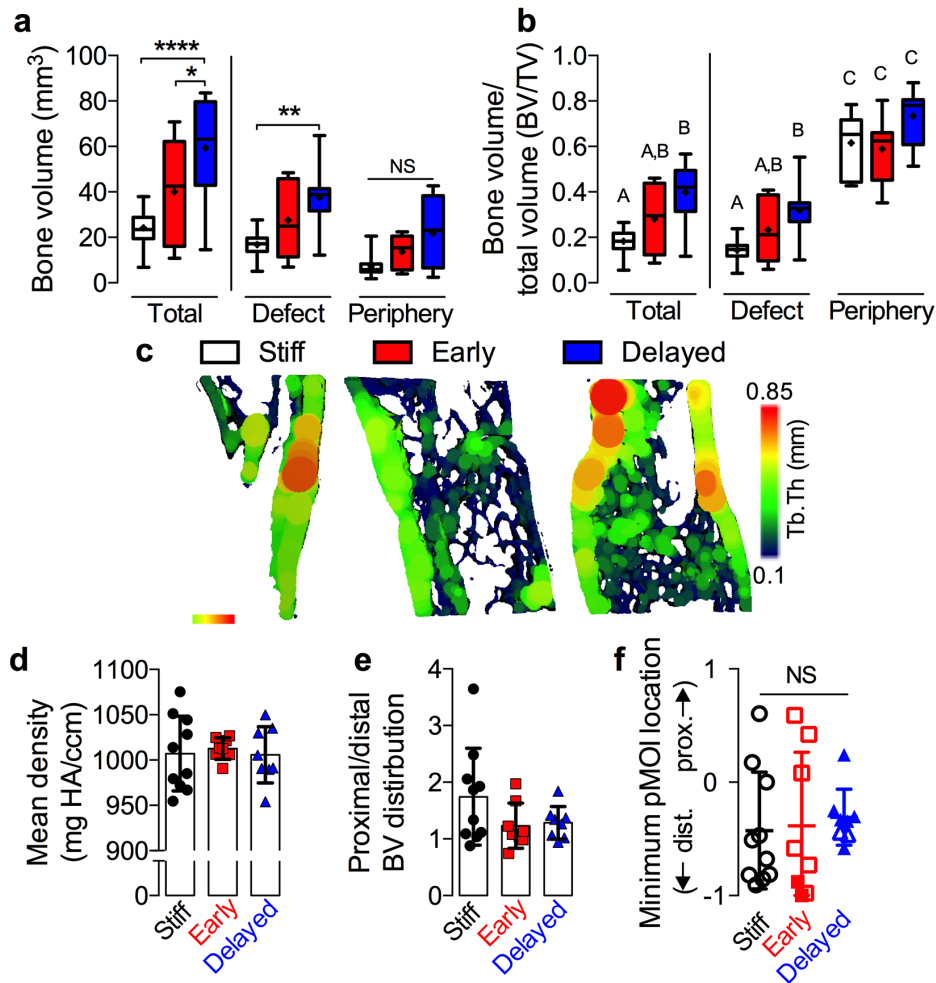 a
Bone volume (mm³)
100
80
60
40
20
0
****
*
**
NS
Total
Defect
Periphery
b
Bone volume/
total volume (BV/TV)
1.0
0.8
0.6
0.4
0.2
0.0
A
A,B
B
A
A,B
B
C
C
C
Total
Defect
Periphery
c
Stiff
Early
Delayed
0.85
Tb.Th (mm)
0.1
d
Mean density
(mg HA/ccm)
1100
1050
1000
950
900
0
Stiff
Early
Delayed
e
Proximal/distal
BV distirbution
4
3
2
1
0
Stiff
Early
Delayed
f
Minimum pMOI location
← dist.
prox. →
1
0
-1
NS
Stiff
Early
Delayed